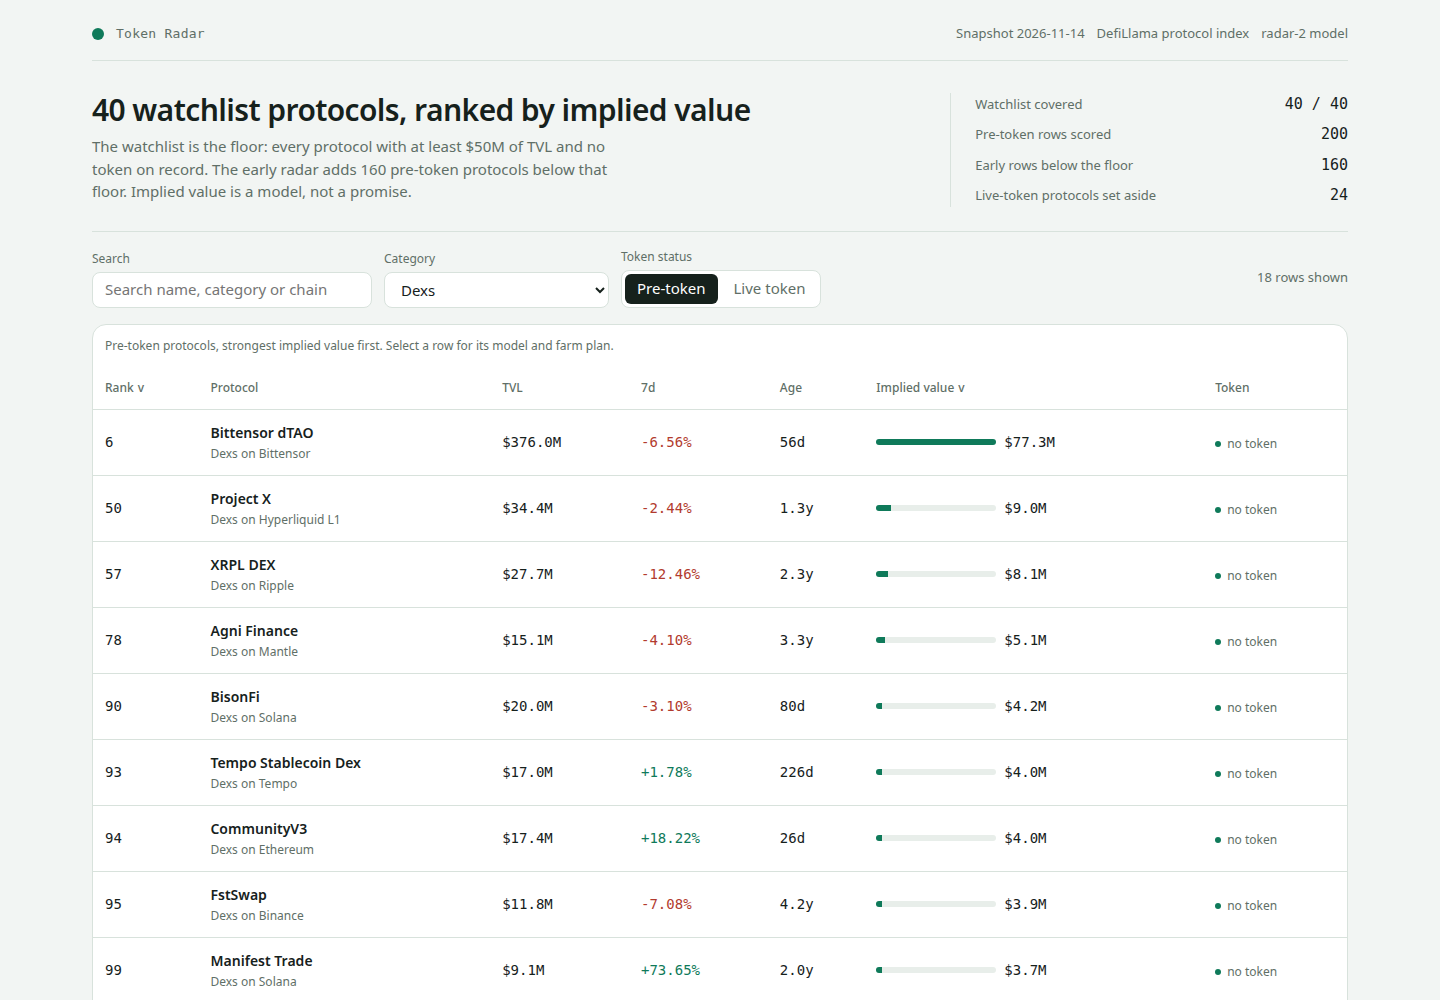 Token Radar
Snapshot 2026-11-14 DefiLlama protocol index radar-2 model
40 watchlist protocols, ranked by implied value
The watchlist is the floor: every protocol with at least $50M of TVL and no
token on record. The early radar adds 160 pre-token protocols below that
floor. Implied value is a model, not a promise.
Watchlist covered 40 / 40
Pre-token rows scored 200
Early rows below the floor 160
Live-token protocols set aside 24
Search
Category
Token status
Search name, category or chain
Dexs
Pre-token Live token
18 rows shown
Pre-token protocols, strongest implied value first. Select a row for its model and farm plan.
Rank v Protocol TVL 7d Age Implied value v Token
6 Bittensor dTAO $376.0M -6.56% 56d $77.3M no token
Dexs on Bittensor
50 Project X $34.4M -2.44% 1.3y $9.0M no token
Dexs on Hyperliquid L1
57 XRPL DEX $27.7M -12.46% 2.3y $8.1M no token
Dexs on Ripple
78 Agni Finance $15.1M -4.10% 3.3y $5.1M no token
Dexs on Mantle
90 BisonFi $20.0M -3.10% 80d $4.2M no token
Dexs on Solana
93 Tempo Stablecoin Dex $17.0M +1.78% 226d $4.0M no token
Dexs on Tempo
94 CommunityV3 $17.4M +18.22% 26d $4.0M no token
Dexs on Ethereum
95 FstSwap $11.8M -7.08% 4.2y $3.9M no token
Dexs on Binance
99 Manifest Trade $9.1M +73.65% 2.0y $3.7M no token
Dexs on Solana